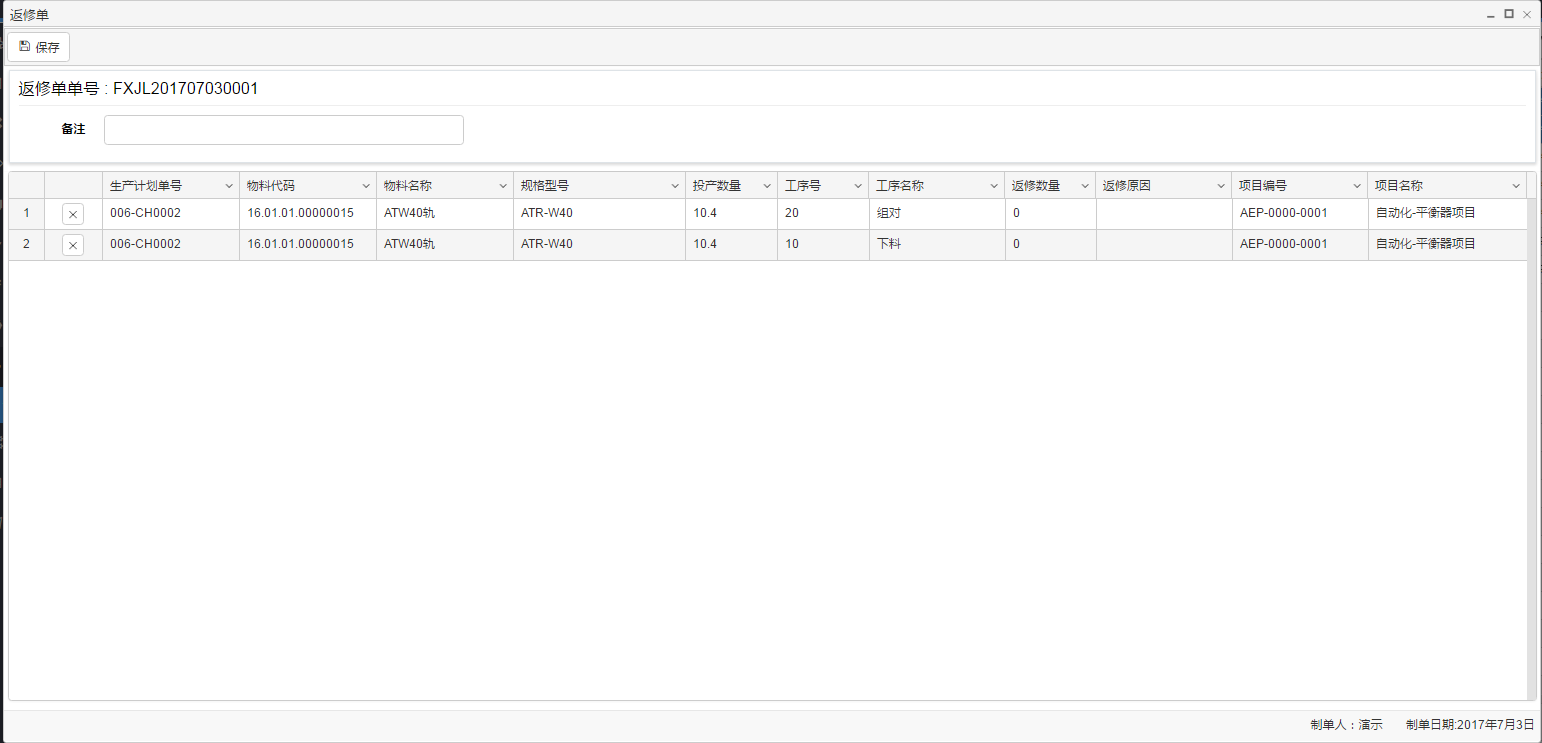 返修单
保存
返修单单号 : FXJL201707030001
备注
生产计划单号 物料代码 物料名称 规格型号 投产数量 工序号 工序名称 返修数量 返修原因 项目编号 项目名称
1 006-CH0002 16.01.01.00000015 ATW40轨 ATR-W40 10.4 20 组对 0 AEP-0000-0001 自动化-平衡器项目
2 006-CH0002 16.01.01.00000015 ATW40轨 ATR-W40 10.4 10 下料 0 AEP-0000-0001 自动化-平衡器项目
制单人：演示 制单日期:2017年7月3日